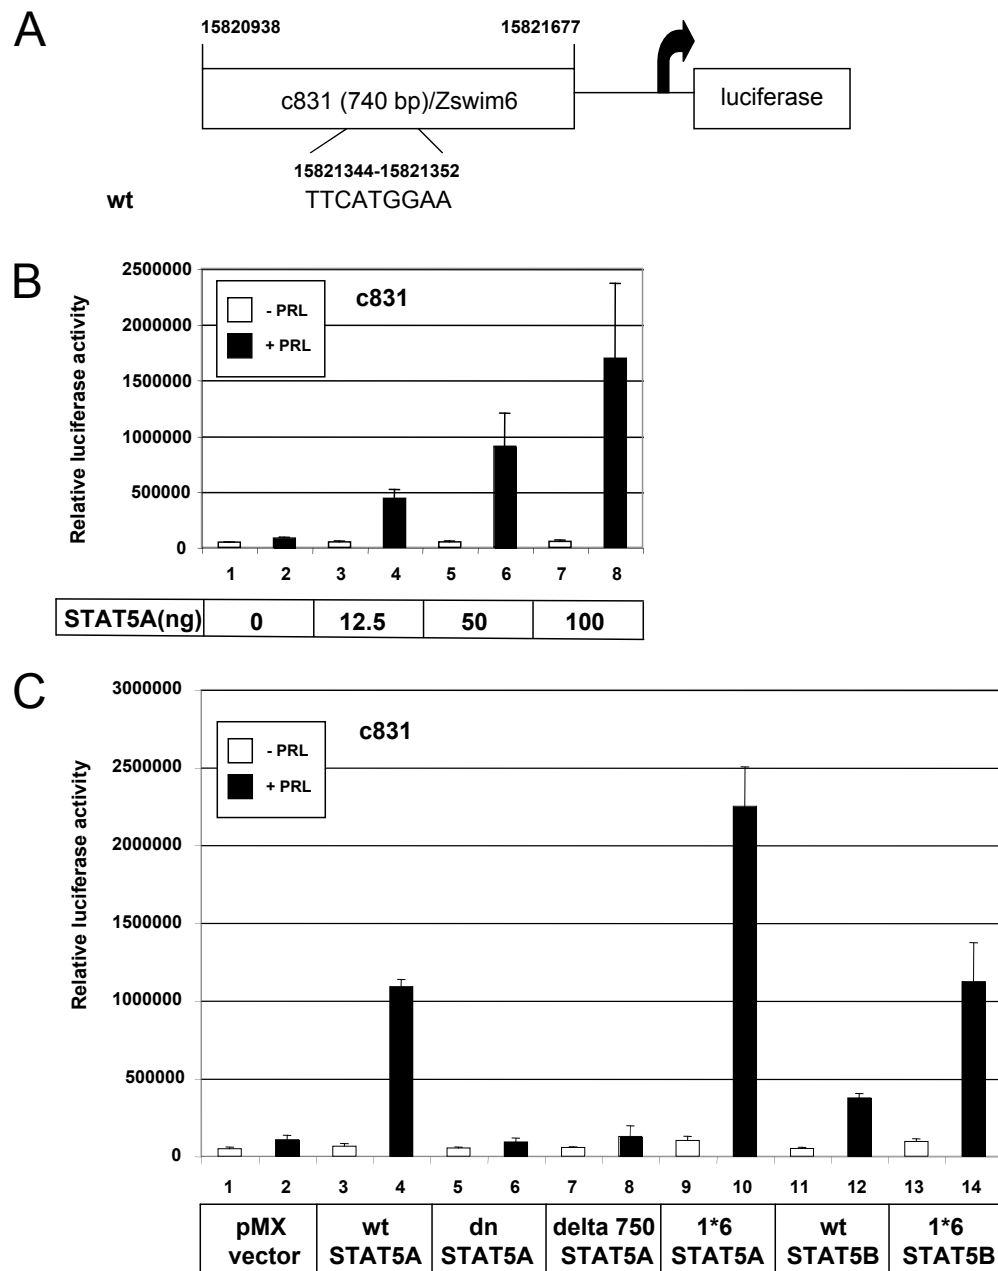 A
15820938 15821677
c831 (740 bp)/Zswim6
luciferase
15821344-15821352
wt TTCATGGAA
B
Relative luciferase activity
2500000
2000000
1500000
1000000
500000
0
- PRL
+ PRL
c831
1 2 3 4 5 6 7 8
STAT5A(ng) 0 12.5 50 100
C
Relative luciferase activity
3000000
2500000
2000000
1500000
1000000
500000
0
- PRL
+ PRL
c831
1 2 3 4 5 6 7 8 9 10 11 12 13 14
pMX wt dn delta 750 1*6 wt 1*6
vector STAT5A STAT5A STAT5A STAT5A STAT5B STAT5B